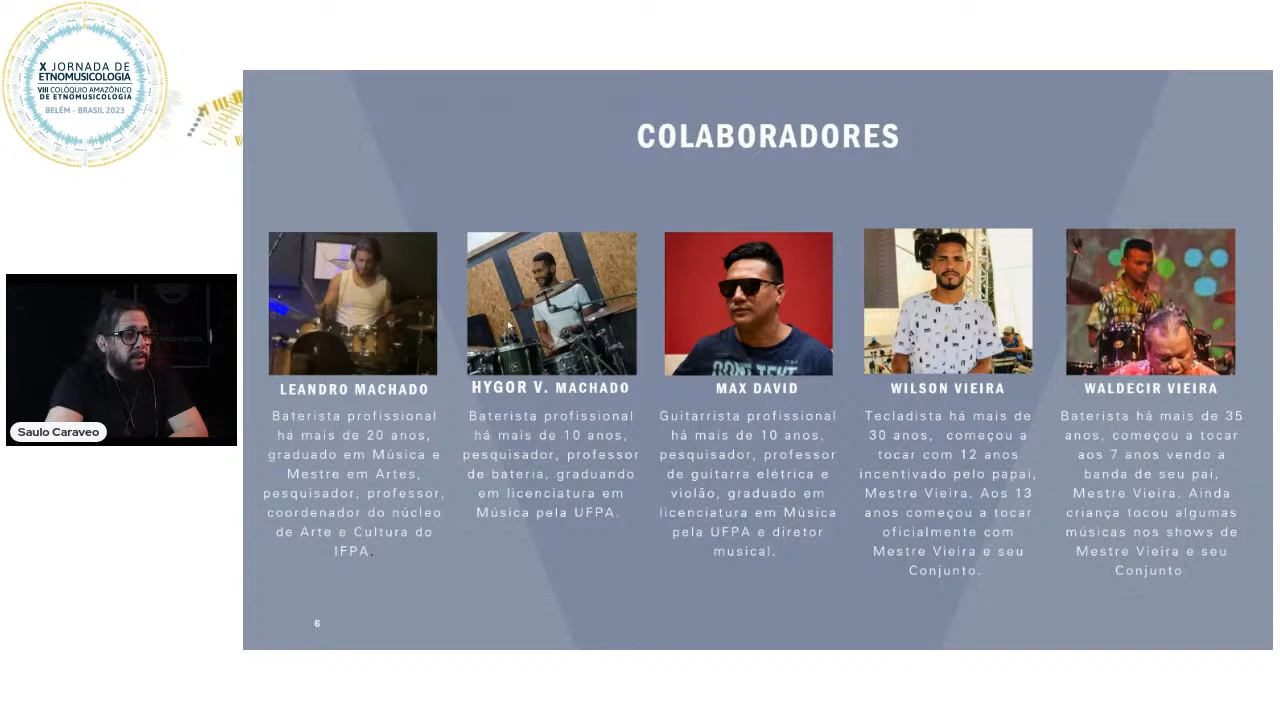 X JORNADA DE
ETNOMUSICOLOGIA
VIII COLÓQUIO AMAZÔNICO
DE ETNOMUSICOLOGIA
BELÉM - BRASIL 2023
COLABORADORES
LEANDRO MACHADO
Baterista profissional
há mais de 20 anos,
graduado em Música e
Mestre em Artes,
pesquisador, professor,
coordenador do núcleo
de Arte e Cultura do
IFPA.
HYGOR V. MACHADO
Baterista profissional
há mais de 10 anos,
pesquisador, professor
de bateria, graduando
em licenciatura em
Música pela UFPA.
MAX DAVID
Guitarrista profissional
há mais de 10 anos,
pesquisador, professor
de guitarra elétrica e
violão, graduado em
licenciatura em Música
pela UFPA e diretor
musical.
WILSON VIEIRA
Tecladista há mais de
30 anos, começou a
tocar com 12 anos
incentivado pelo papai,
Mestre Vieira. Aos 13
anos começou a tocar
oficialmente com
Mestre Vieira e seu
Conjunto.
WALDECIR VIEIRA
Baterista há mais de 35
anos, começou a tocar
aos 7 anos vendo a
banda de seu pai,
Mestre Vieira. Ainda
criança tocou algumas
músicas nos shows de
Mestre Vieira e seu
Conjunto
Saulo Caraveo
6